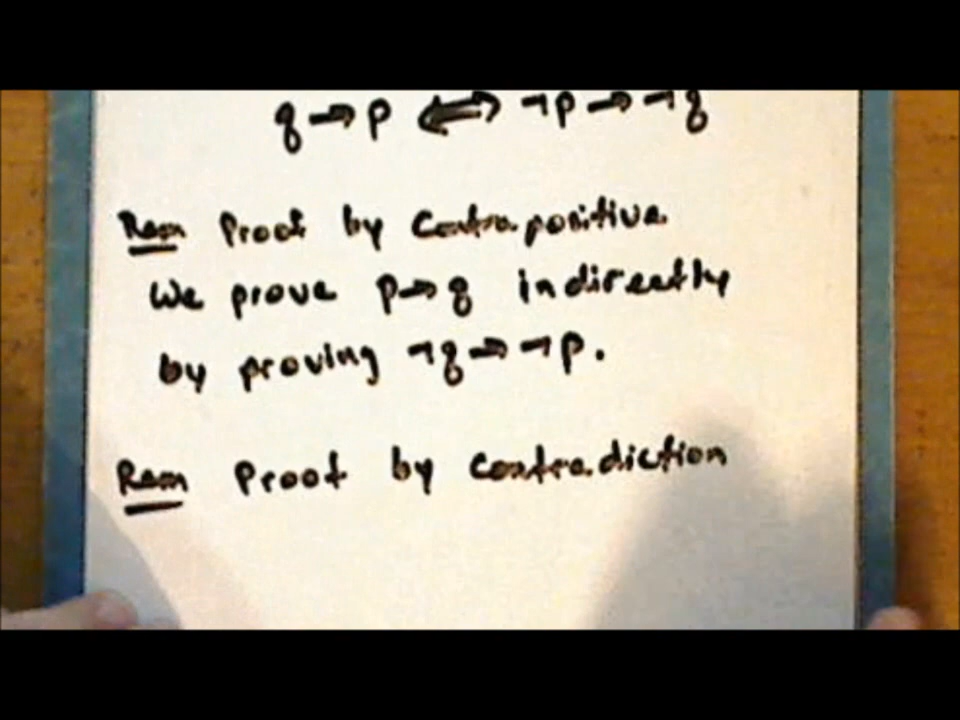 q → p ⟺ ¬p → ¬q
Rem Proof by Contrapositive
We prove p → q indirectly
by proving ¬q → ¬p.
Rem Proof by Contradiction